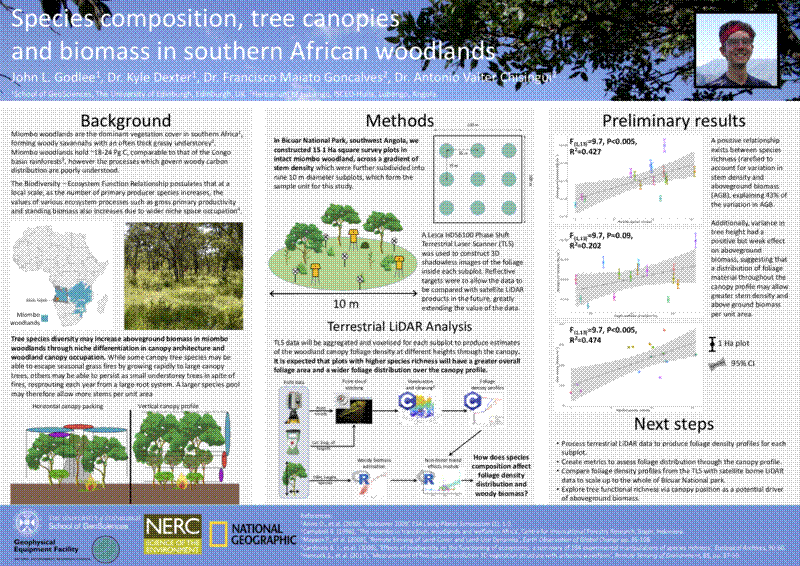 Species composition, tree canopies
and biomass in southern African woodlands
John L. Godlee¹, Dr. Kyle Dexter¹, Dr. Francisco Maiato Goncalves², Dr. Antonio Valter Chisingui²
¹School of GeoSciences, The University of Edinburgh, Edinburgh, UK
Background
Miombo woodlands are the dominant vegetation cover in southern Africa¹,
forming woody savannahs with an often thick grassy understorey².
Miombo woodlands hold ~18-24 Pg C, comparable to that of the Congo
basin rainforests³, however the processes which govern woody carbon
distribution are poorly understood.
The Biodiversity – Ecosystem Function Relationship postulates that at a
local scale, as the number of primary producer species increases, the
values of various ecosystem processes such as gross primary productivity
and standing biomass also increases due to wider niche space occupation⁴.
Miombo
woodlands
Tree species diversity may increase aboveground biomass in miombo
woodlands through niche differentiation in canopy architecture and
woodland canopy occupation. While some canopy tree species may be
able to escape seasonal grass fires by growing rapidly to large canopy
trees, others may be able to persist as small understorey trees in spite of
fires, resprouting each year from a large root system. A larger species pool
may therefore allow more stems per unit area
Horizontal canopy packing
Vertical canopy profile
Methods
In Bicuar National Park, southwest Angola, we
constructed 15 1 Ha square survey plots in
intact miombo woodland, across a gradient of
stem density which were further subdivided into
nine 10 m diameter subplots, which form the
sample unit for this study.
10 m
A Leica HDS6100 Phase Shift
Terrestrial Laser Scanner (TLS)
was used to construct 3D
shadowless images of the foliage
inside each subplot. Reflective
targets were to allow the data to
be compared with satellite LiDAR
products in the future, greatly
extending the value of the data.
Terrestrial LiDAR Analysis
TLS data will be aggregated and voxelised for each subplot to produce estimates
of the woodland canopy foliage density at different heights through the canopy.
It is expected that plots with higher species richness will have a greater overall
foliage area and a wider foliage distribution over the canopy profile.
Point cloud
stitching
Voxelisation
and cleaning
Foliage
density profiles
Woody biomass
estimation
Non-linear mixed
effects models
How does species
composition affect
foliage density
distribution and
woody biomass?
Preliminary results
F(1,13)=9.7, P<0.005,
R²=0.427
A positive relationship
exists between species
richness (rarefied to
account for variation in
stem density and
aboveground biomass
(AGB), explaining 43% of
the variation in AGB.
F(1,13)=9.7, P=0.09,
R²=0.202
Additionally, variance in
tree height had a
positive but weak effect
on aboveground
biomass, suggesting that
a distribution of foliage
material throughout the
canopy profile may allow
greater stem density and
above ground biomass
per unit area.
F(1,13)=9.7, P<0.005,
R²=0.474
1 Ha plot
95% CI
Next steps
• Process terrestrial LiDAR data to produce foliage density profiles for each
subplot.
• Create metrics to assess foliage distribution through the canopy profile.
• Compare foliage density profiles from the TLS with satellite borne LiDAR
data to scale up to the whole of Bicuar National park.
• Explore tree functional richness via canopy position as a potential driver
of aboveground biomass.
THE UNIVERSITY of EDINBURGH
School of GeoSciences
Geophysical
Equipment Facility
NERC
SCIENCE OF THE
ENVIRONMENT
NATIONAL
GEOGRAPHIC
References: